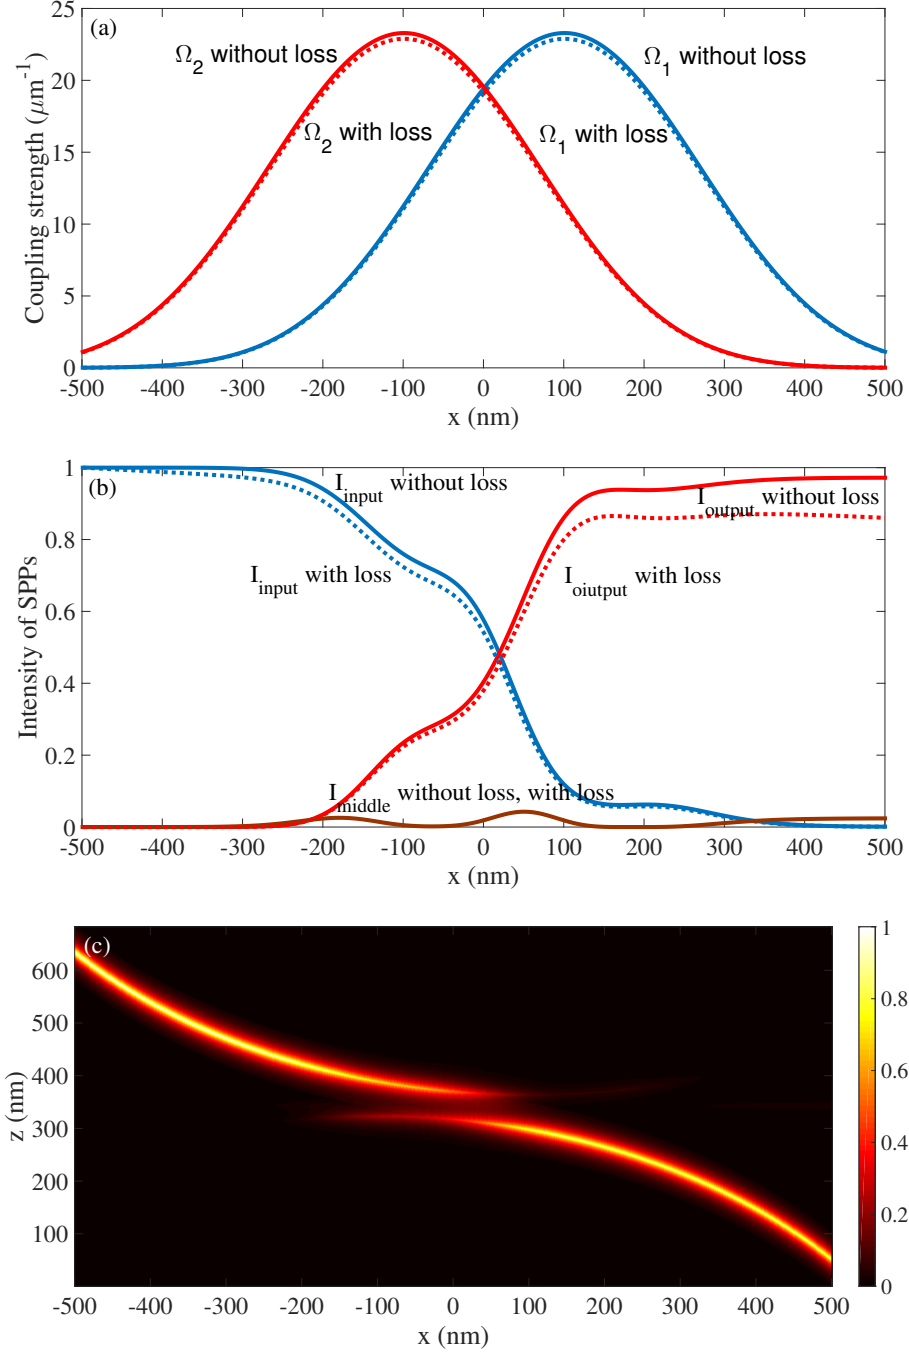 (a)
Ω2 without loss
Ω1 without loss
Ω2 with loss
Ω1 with loss
Coupling strength (μm-1)
25
20
15
10
5
0
-500 -400 -300 -200 -100 0 100 200 300 400 500
x (nm)
(b)
Iinput without loss
Ioutput without loss
Iinput with loss
Ioiutput with loss
Imiddle without loss, with loss
Intensity of SPPs
1
0.8
0.6
0.4
0.2
0
-500 -400 -300 -200 -100 0 100 200 300 400 500
x (nm)
(c)
z (nm)
600
500
400
300
200
100
-500 -400 -300 -200 -100 0 100 200 300 400 500
x (nm)
1
0.8
0.6
0.4
0.2
0